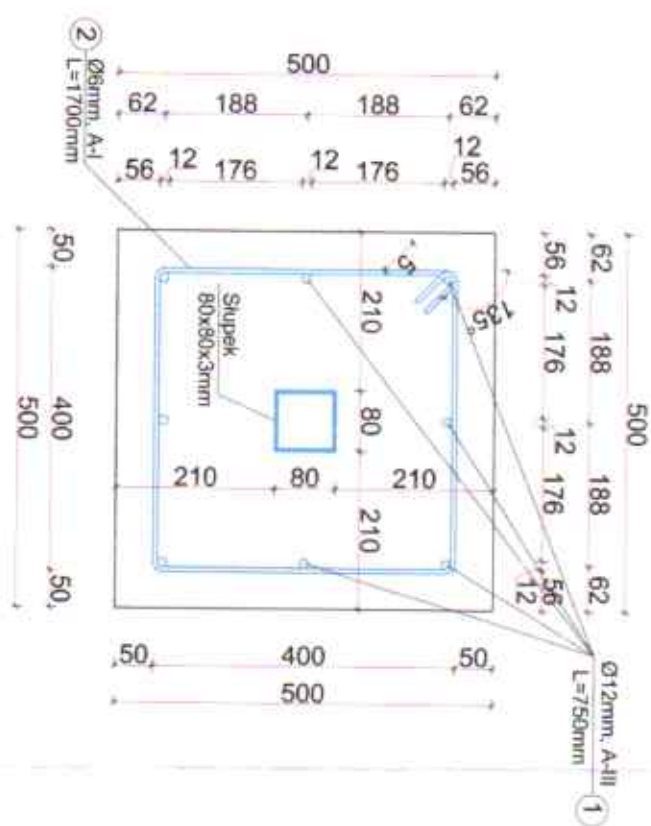 500
62 188 188 62
12 12 12
56 176 176 56
② Ø6mm, A-I
L=1700mm
500
62 188 188 62
56 12 176 12 176 56 12
135°
5
210 80 210
210 80 210
Słupek
80x80x3mm
50 400 50
500
50 400 50
500
Ø12mm, A-III ①
L=750mm